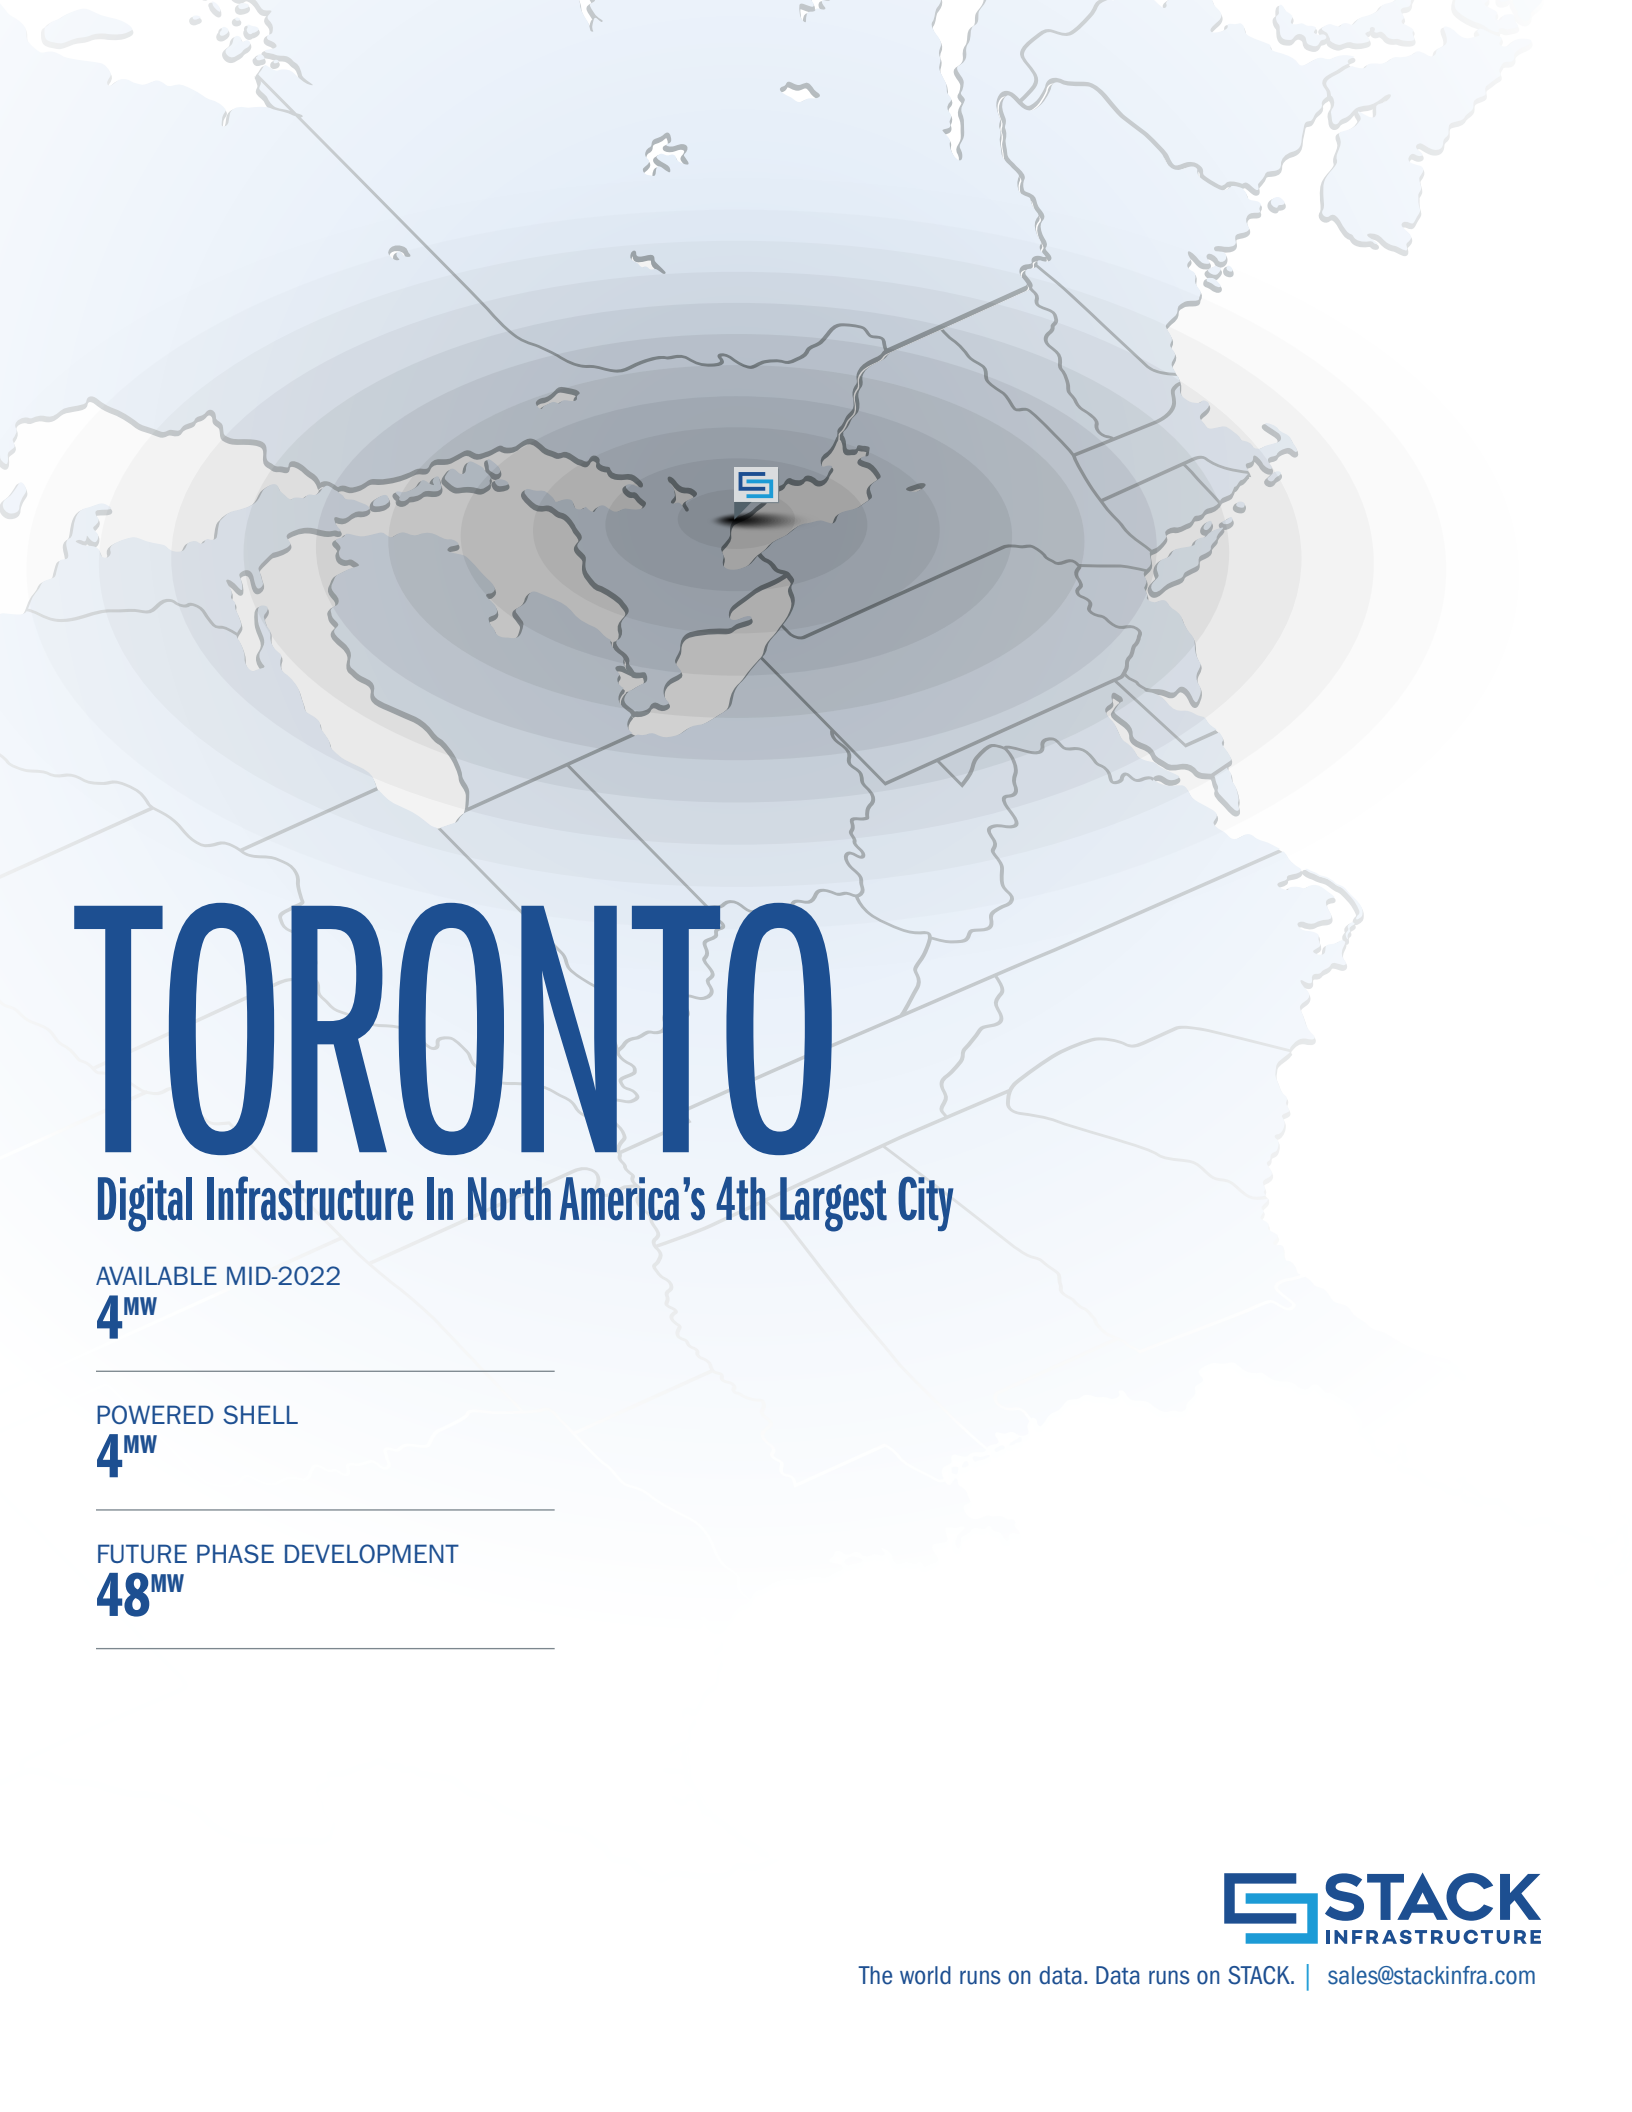 TORONTO
Digital Infrastructure In North America's 4th Largest City
AVAILABLE MID-2022
4MW
POWERED SHELL
4MW
FUTURE PHASE DEVELOPMENT
48MW
STACK
INFRASTRUCTURE
The world runs on data. Data runs on STACK. | sales@stackinfra.com